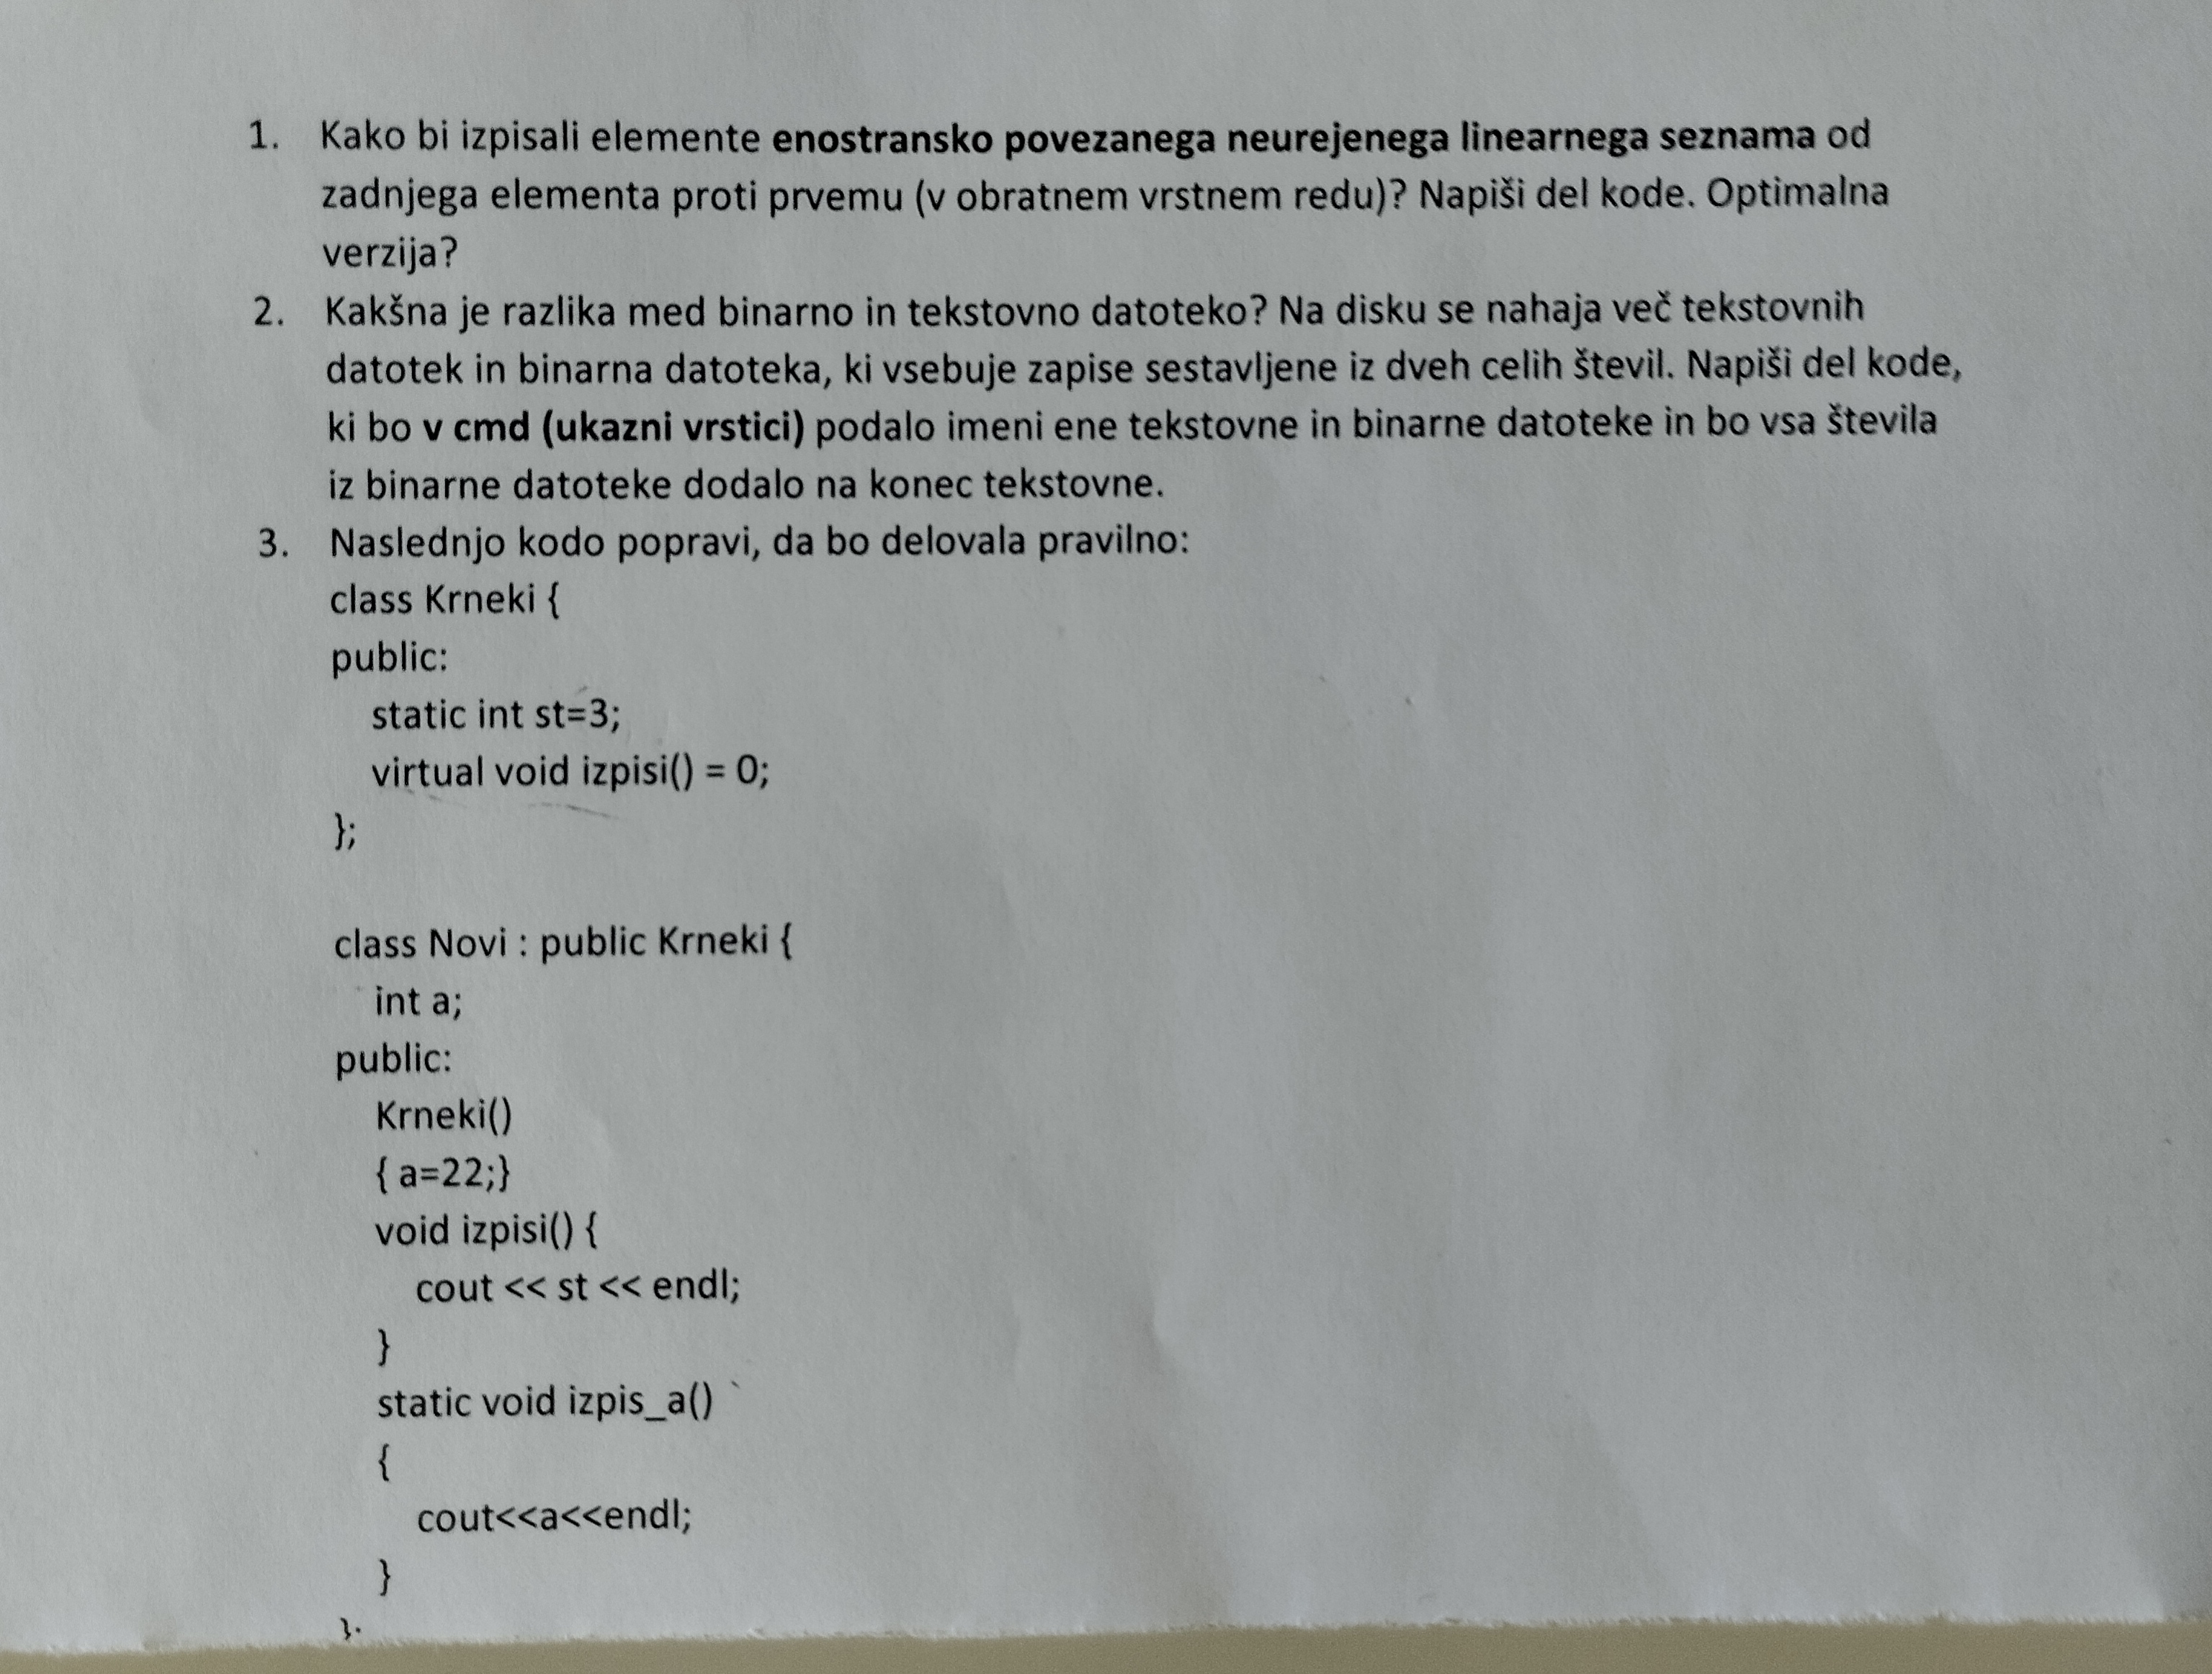 1. Kako bi izpisali elemente enostransko povezanega neurejenega linearnega seznama od
zadnjega elementa proti prvemu (v obratnem vrstnem redu)? Napiši del kode. Optimalna
verzija?
2. Kakšna je razlika med binarno in tekstovno datoteko? Na disku se nahaja več tekstovnih
datotek in binarna datoteka, ki vsebuje zapise sestavljene iz dveh celih števil. Napiši del kode,
ki bo v cmd (ukazni vrstici) podalo imeni ene tekstovne in binarne datoteke in bo vsa števila
iz binarne datoteke dodalo na konec tekstovne.
3. Naslednjo kodo popravi, da bo delovala pravilno:
class Krneki {
public:
static int st=3;
virtual void izpisi() = 0;
};
class Novi : public Krneki {
int a;
public:
Krneki()
{ a=22;}
void izpisi() {
cout << st << endl;
}
static void izpis_a()
{
cout<<a<<endl;
}
};